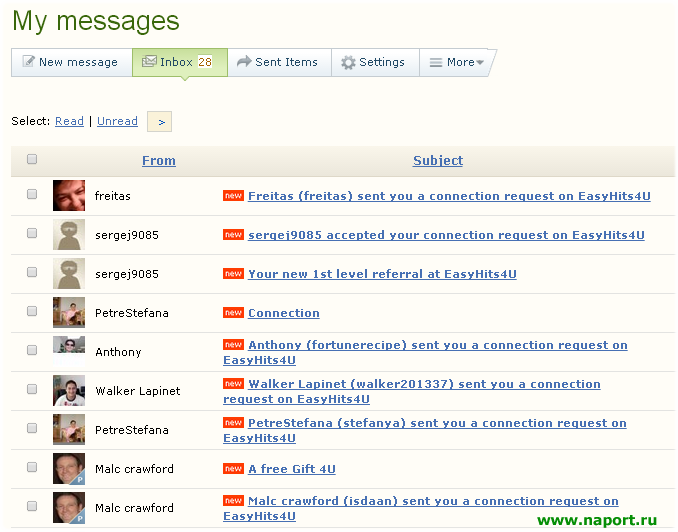 My messages
New message Inbox 28 Sent Items Settings More
Select: Read | Unread >
From Subject
freitas new Freitas (freitas) sent you a connection request on EasyHits4U
sergej9085 new sergej9085 accepted your connection request on EasyHits4U
sergej9085 new Your new 1st level referral at EasyHits4U
PetreStefana new Connection
Anthony new Anthony (fortunerecipe) sent you a connection request on
EasyHits4U
Walker Lapinet new Walker Lapinet (walker201337) sent you a connection
request on EasyHits4U
PetreStefana new PetreStefana (stefanya) sent you a connection request on
EasyHits4U
Malc crawford new A free Gift 4U
P
Malc crawford new Malc crawford (isdaan) sent you a connection request on
EasyHits4U
P
www.naport.ru